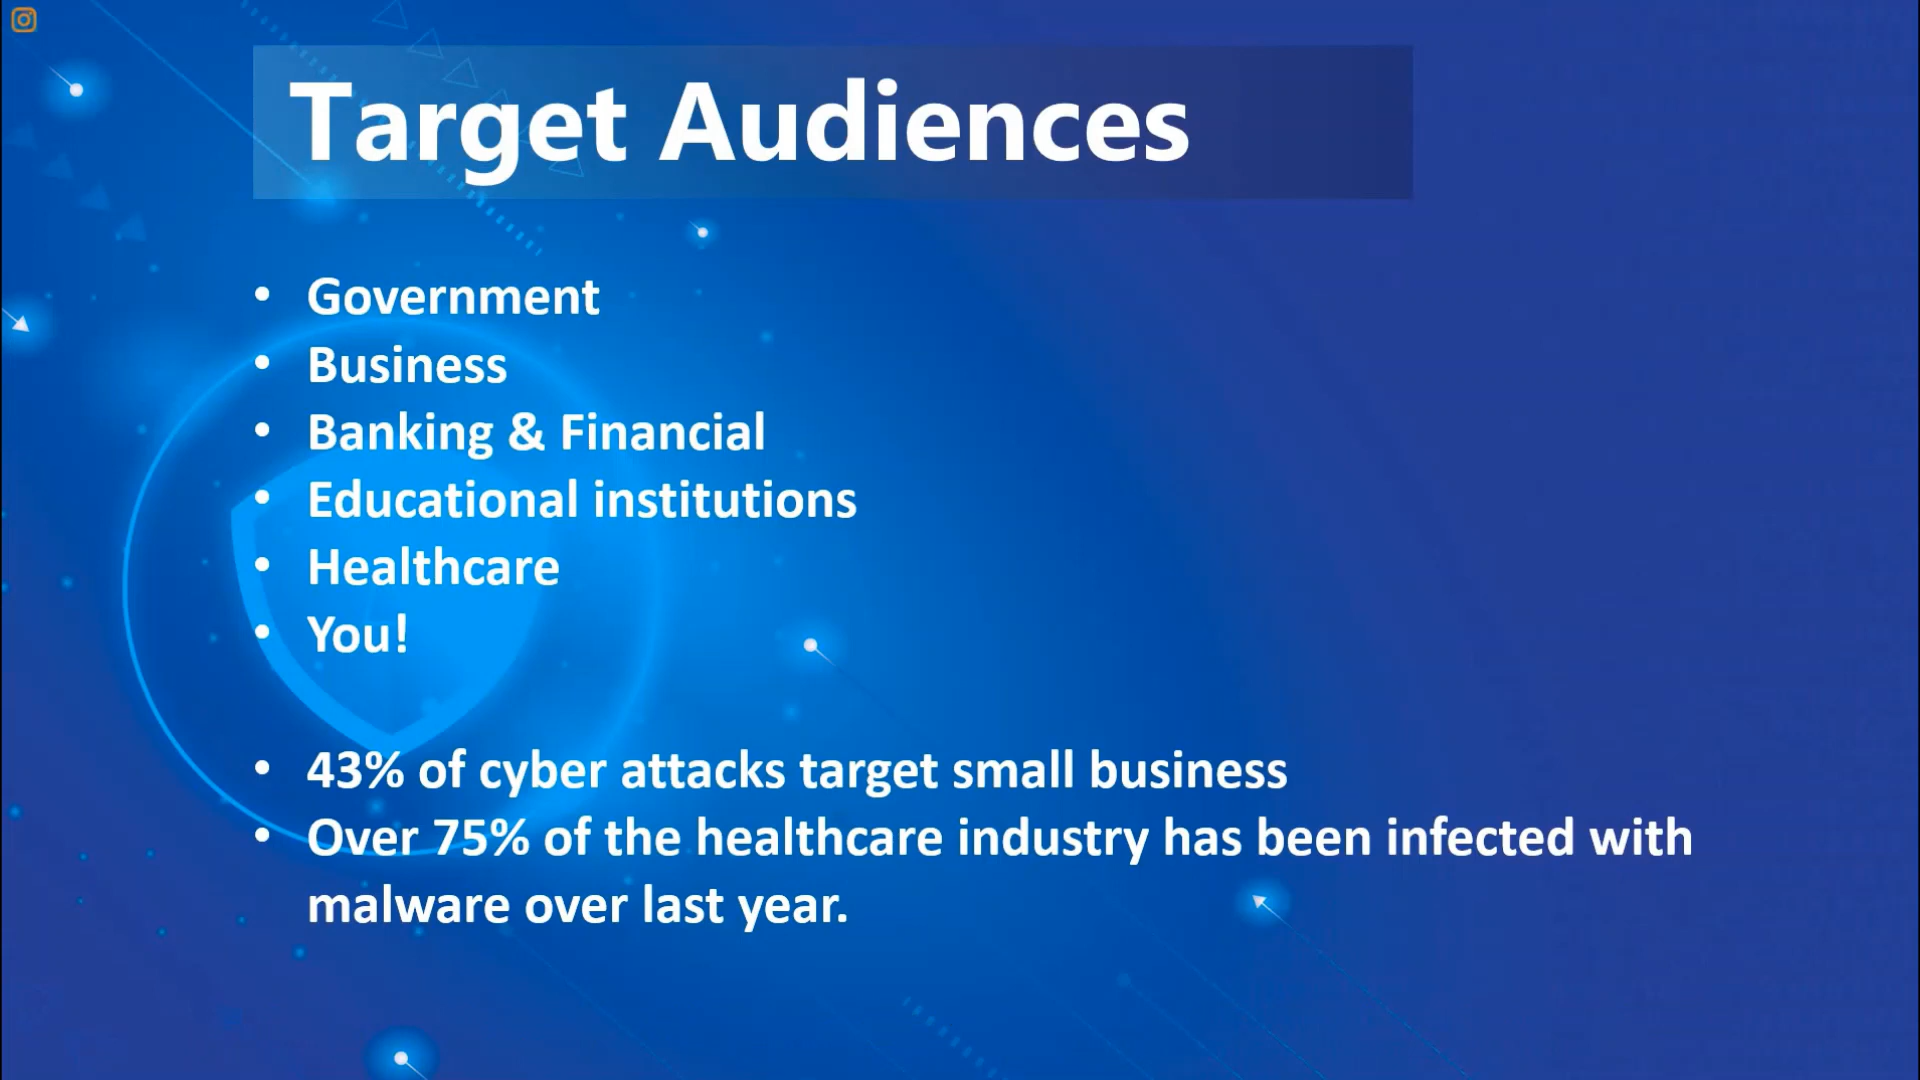 Target Audiences
• Government
• Business
• Banking & Financial
• Educational institutions
• Healthcare
• You!
• 43% of cyber attacks target small business
• Over 75% of the healthcare industry has been infected with
malware over last year.